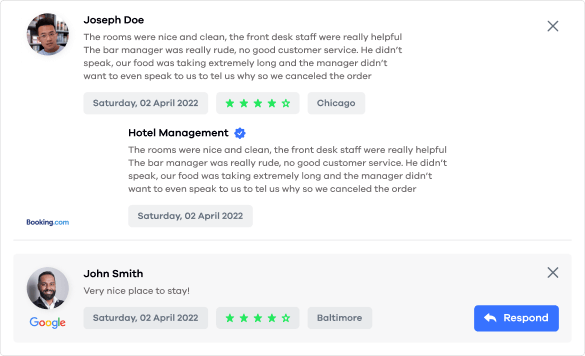 Joseph Doe
The rooms were nice and clean, the front desk staff were really helpful
The bar manager was really rude, no good customer service. He didn't
speak, our food was taking extremely long and the manager didn't
want to even speak to us to tell us why so we canceled the order
Saturday, 02 April 2022
Chicago
Hotel Management
The rooms were nice and clean, the front desk staff were really helpful
The bar manager was really rude, no good customer service. He didn't
speak, our food was taking extremely long and the manager didn't
want to even speak to us to tell us why so we canceled the order
Saturday, 02 April 2022
Booking.com
John Smith
Very nice place to stay!
Google
Saturday, 02 April 2022
Baltimore
Respond